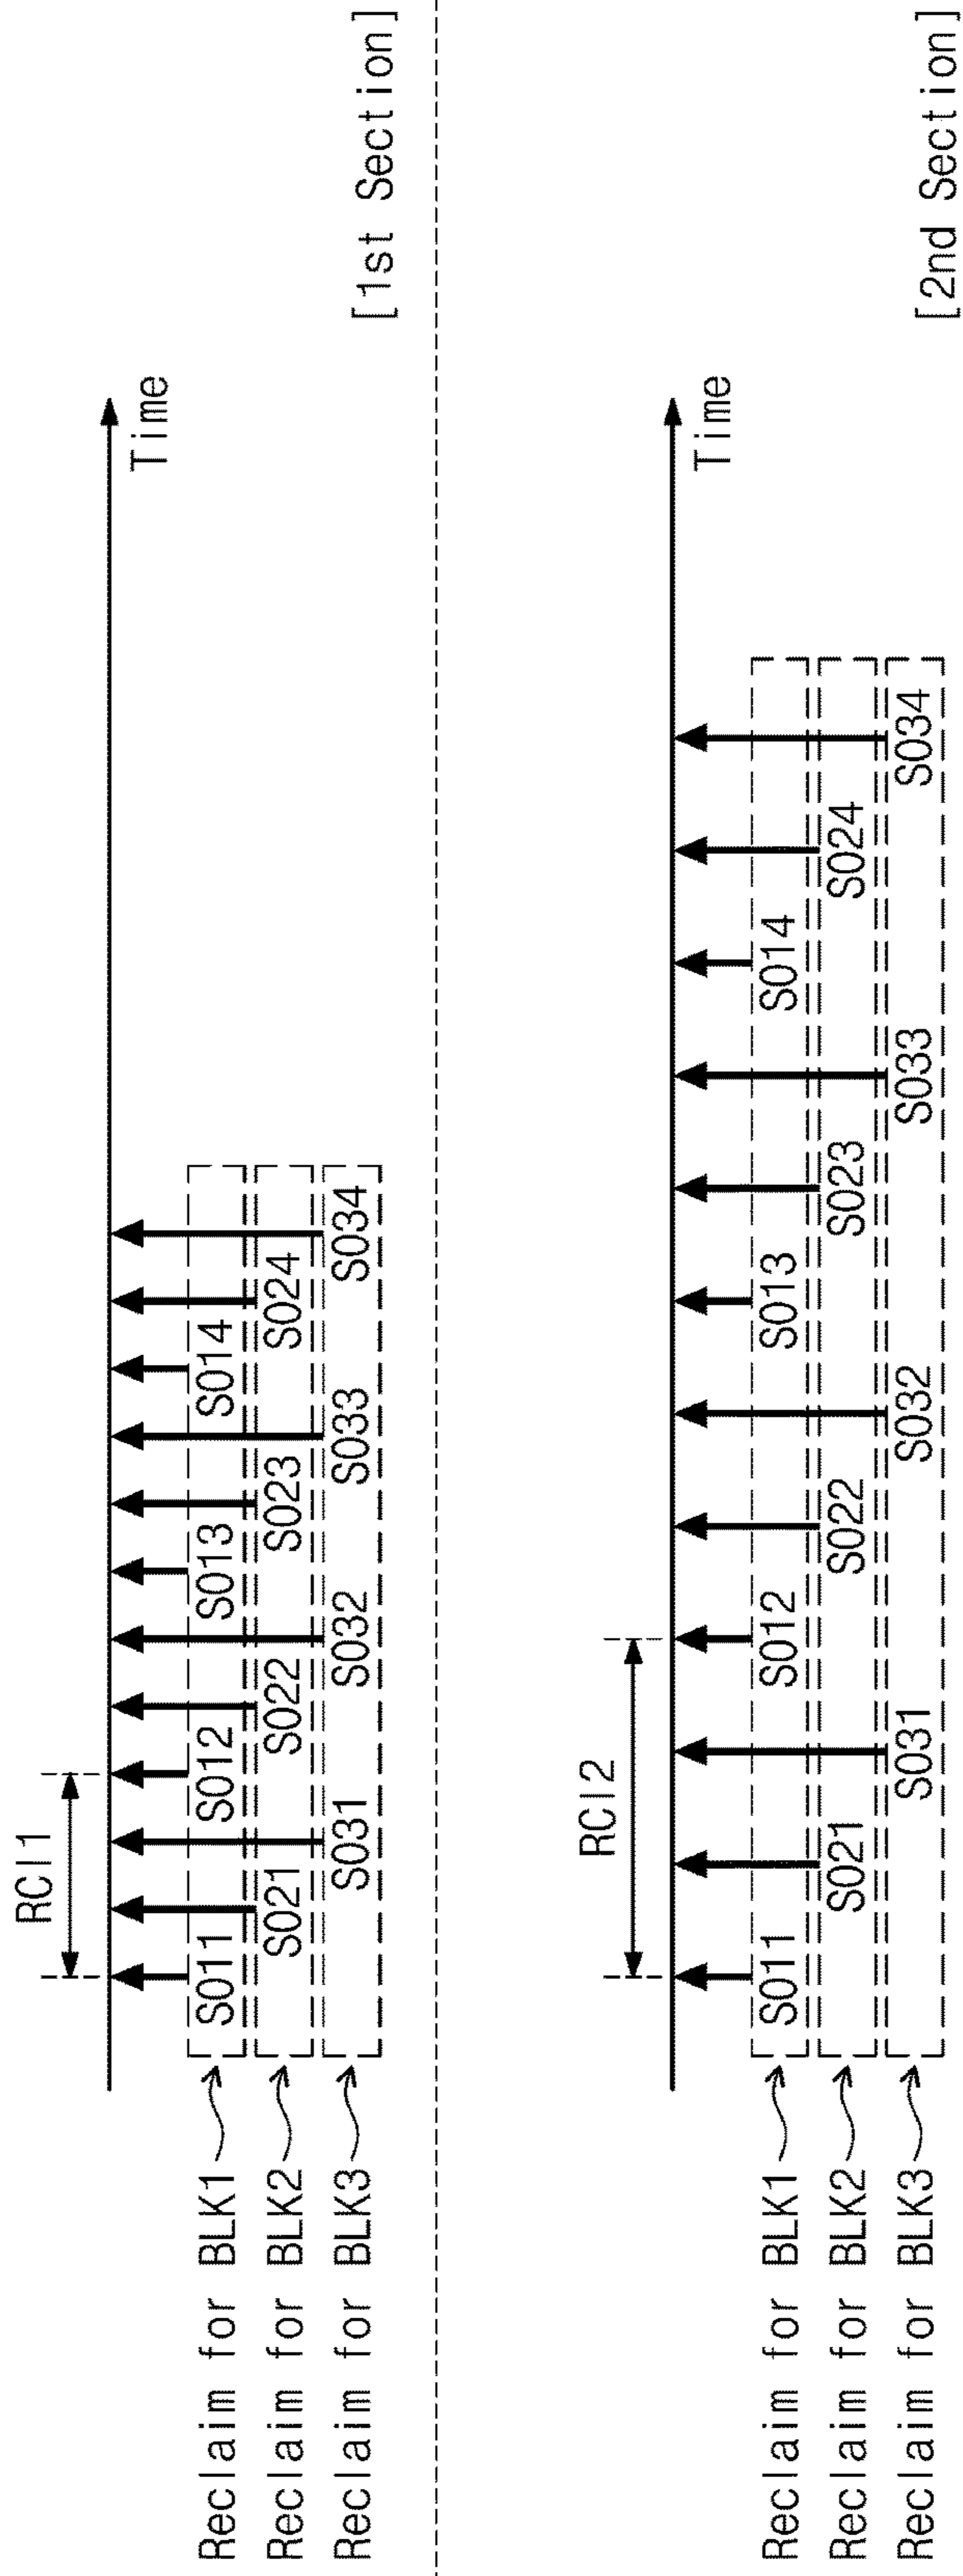 RCI1
Time
Reclaim for BLK1
S011 S012 S013 S014
Reclaim for BLK2
S021 S022 S023 S024
Reclaim for BLK3
S031 S032 S033 S034
[1st Section]
RCI2
Time
Reclaim for BLK1
S011 S012 S013 S014
Reclaim for BLK2
S021 S022 S023 S024
Reclaim for BLK3
S031 S032 S033 S034
[2nd Section]